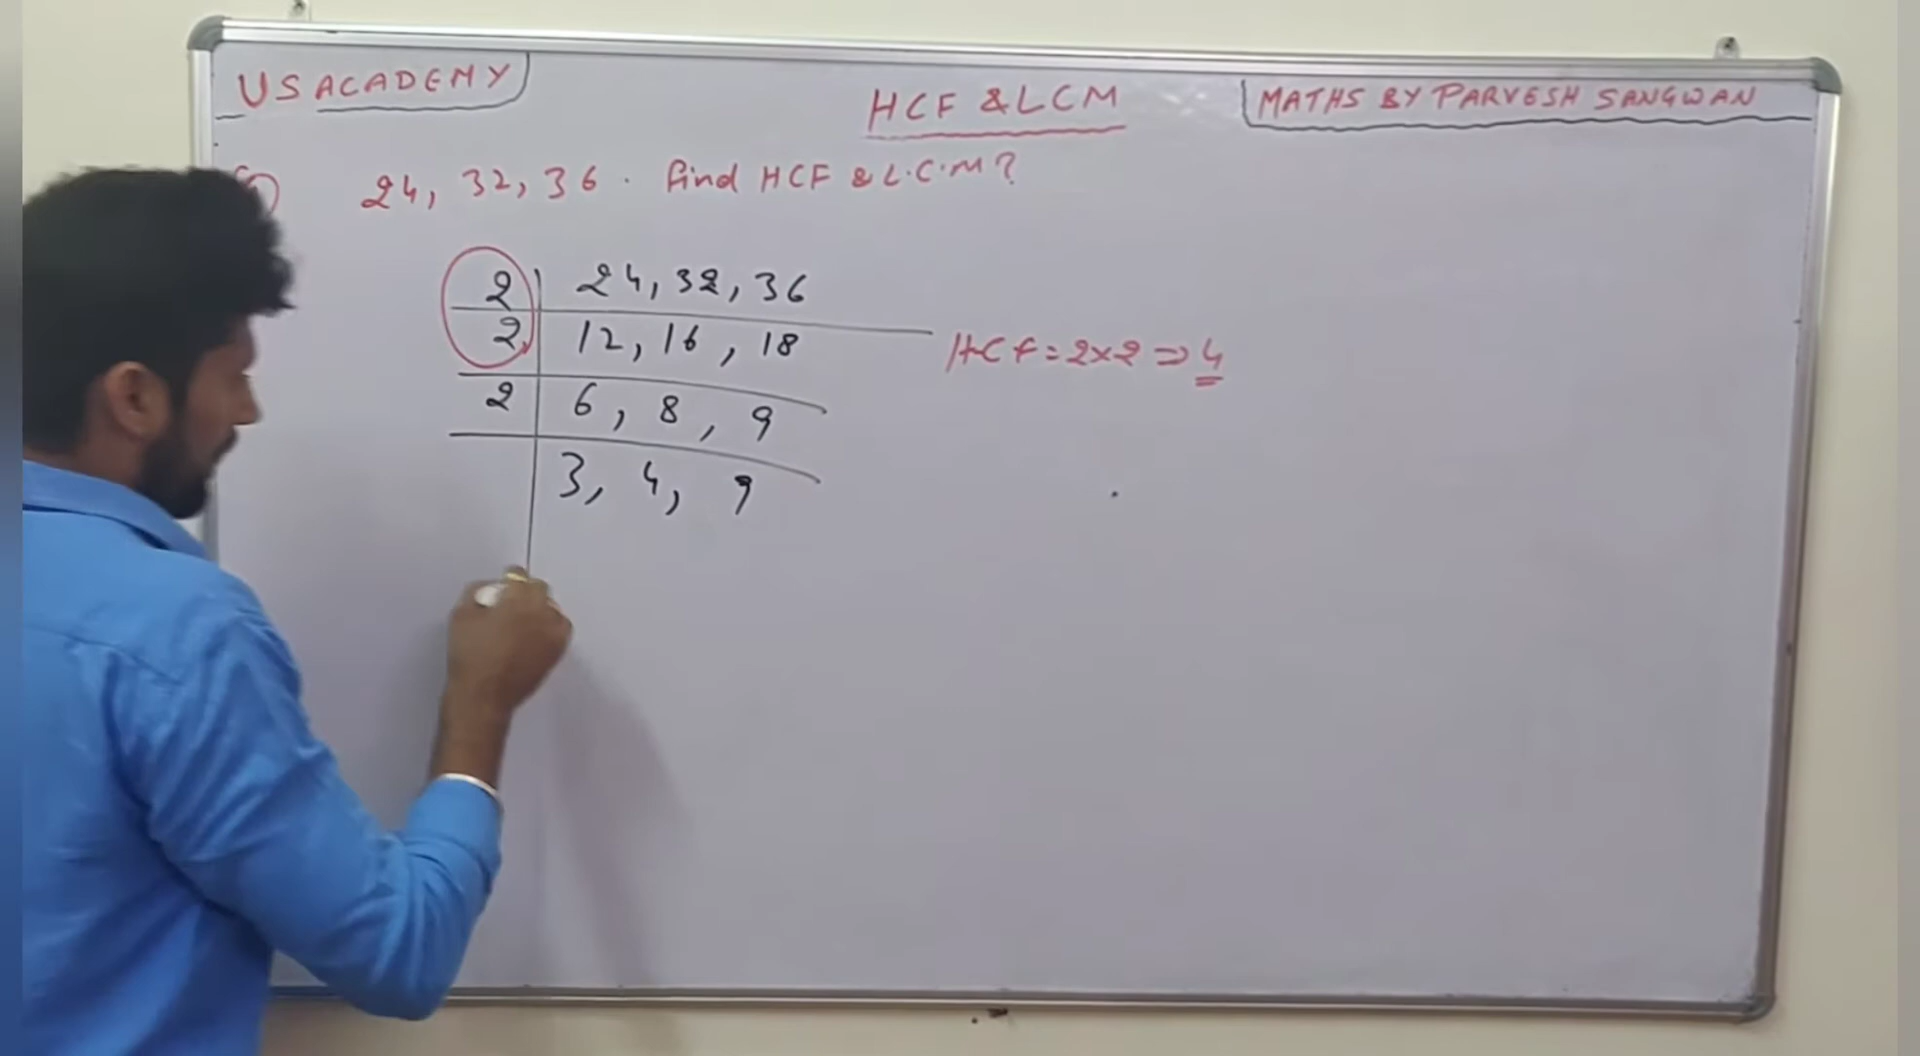 US ACADEMY
HCF & LCM
MATHS BY PARVESH SANGWAN
24, 32, 36. find HCF & L.C.M?
2 | 24, 32, 36
2 | 12, 16, 18
HCF = 2×2 ⇒ 4
2 | 6, 8, 9
3, 4, 9